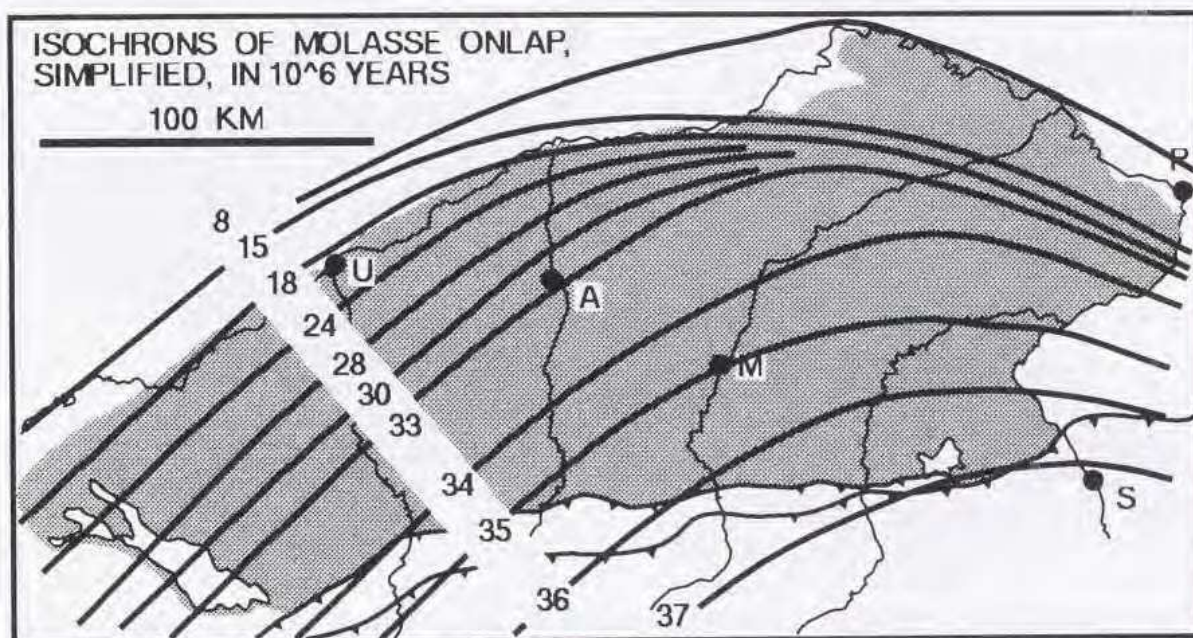 ISOCHRONS OF MOLASSE ONLAP,
SIMPLIFIED, IN 10^6 YEARS
100 KM
P
8
15
U
18
A
24
28
M
30
33
34
S
35
36
37